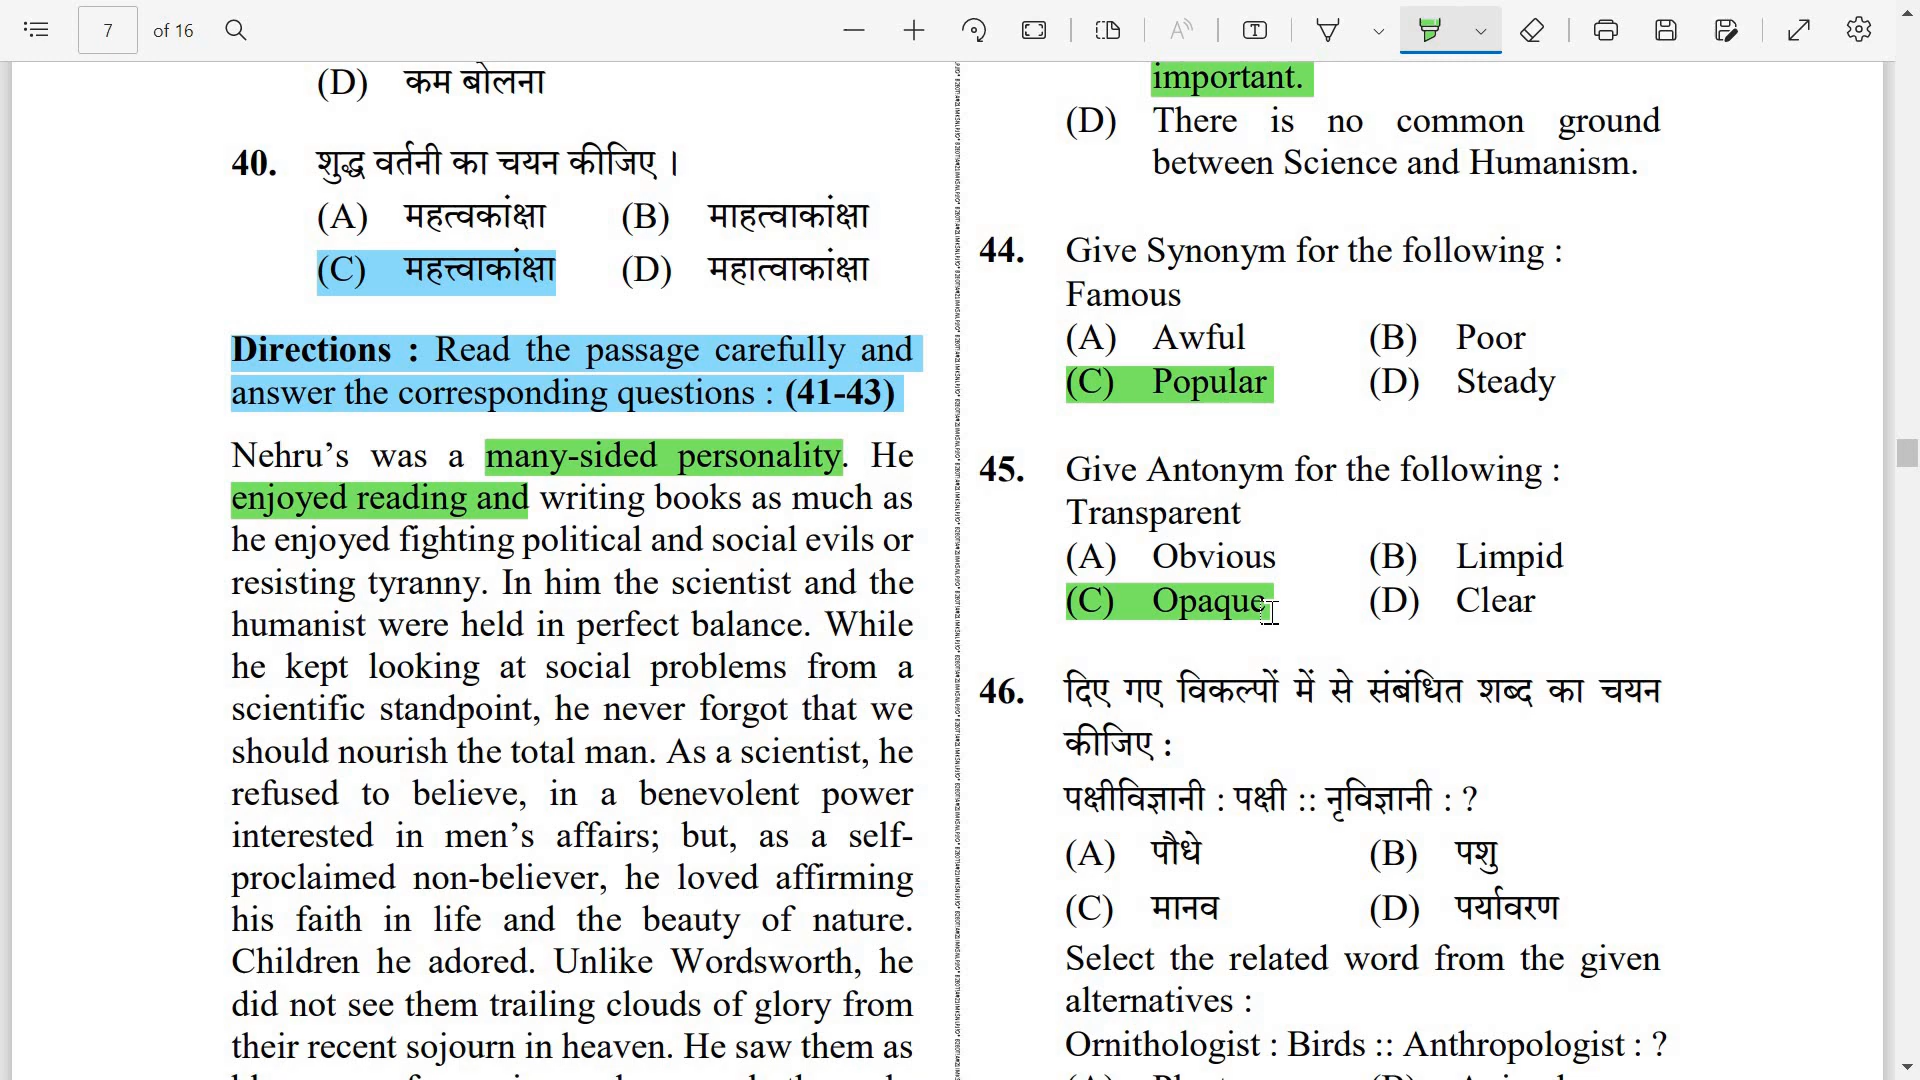 7 of 16
(D) कम बोलना
40. शुद्ध वर्तनी का चयन कीजिए ।
(A) महत्वकांक्षा (B) माहत्वाकांक्षा
(C) महत्त्वाकांक्षा (D) महात्वाकांक्षा
Directions : Read the passage carefully and
answer the corresponding questions : (41-43)
Nehru’s was a many-sided personality. He
enjoyed reading and writing books as much as
he enjoyed fighting political and social evils or
resisting tyranny. In him the scientist and the
humanist were held in perfect balance. While
he kept looking at social problems from a
scientific standpoint, he never forgot that we
should nourish the total man. As a scientist, he
refused to believe, in a benevolent power
interested in men’s affairs; but, as a self-
proclaimed non-believer, he loved affirming
his faith in life and the beauty of nature.
Children he adored. Unlike Wordsworth, he
did not see them trailing clouds of glory from
their recent sojourn in heaven. He saw them as
important.
(D) There is no common ground
between Science and Humanism.
44. Give Synonym for the following :
Famous
(A) Awful (B) Poor
(C) Popular (D) Steady
45. Give Antonym for the following :
Transparent
(A) Obvious (B) Limpid
(C) Opaque (D) Clear
46. दिए गए विकल्पों में से संबंधित शब्द का चयन
कीजिए :
पक्षीविज्ञानी : पक्षी :: नृविज्ञानी : ?
(A) पौधे (B) पशु
(C) मानव (D) पर्यावरण
Select the related word from the given
alternatives :
Ornithologist : Birds :: Anthropologist : ?